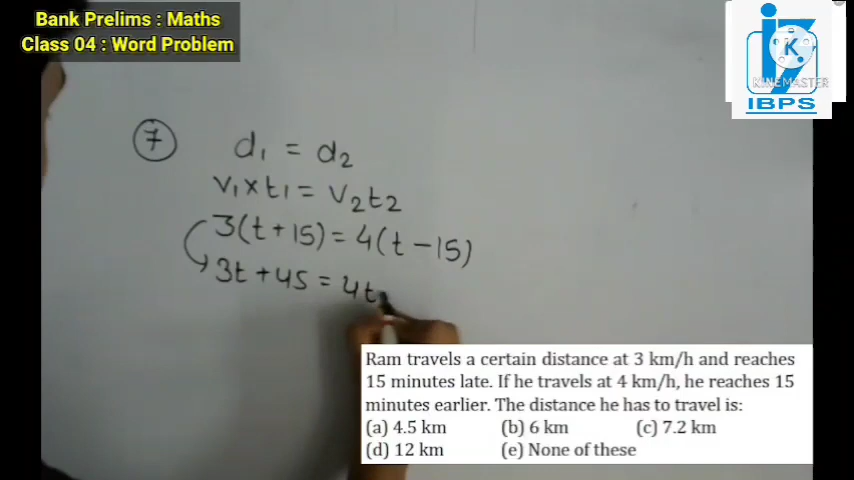 Bank Prelims : Maths
Class 04 : Word Problem
K
KINEMASTER
IBPS
7
d₁ = d₂
v₁ × t₁ = v₂t₂
3(t + 15) = 4(t - 15)
3t + 45 = 4t
Ram travels a certain distance at 3 km/h and reaches
15 minutes late. If he travels at 4 km/h, he reaches 15
minutes earlier. The distance he has to travel is:
(a) 4.5 km (b) 6 km (c) 7.2 km
(d) 12 km (e) None of these